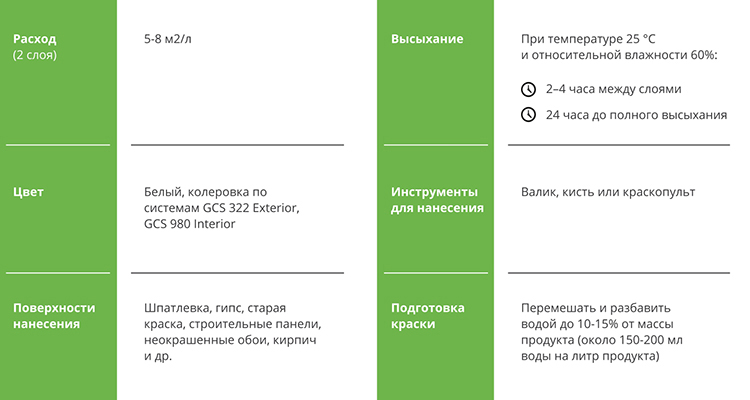 Расход
(2 слоя)
5-8 м2/л
Цвет
Белый, колеровка по
системам GCS 322 Exterior,
GCS 980 Interior
Поверхности
нанесения
Шпатлевка, гипс, старая
краска, строительные панели,
неокрашенные обои, кирпич
и др.
Высыхание
При температуре 25 °C
и относительной влажности 60%:
2–4 часа между слоями
24 часа до полного высыхания
Инструменты
для нанесения
Валик, кисть или краскопульт
Подготовка
краски
Перемешать и разбавить
водой до 10-15% от массы
продукта (около 150-200 мл
воды на литр продукта)